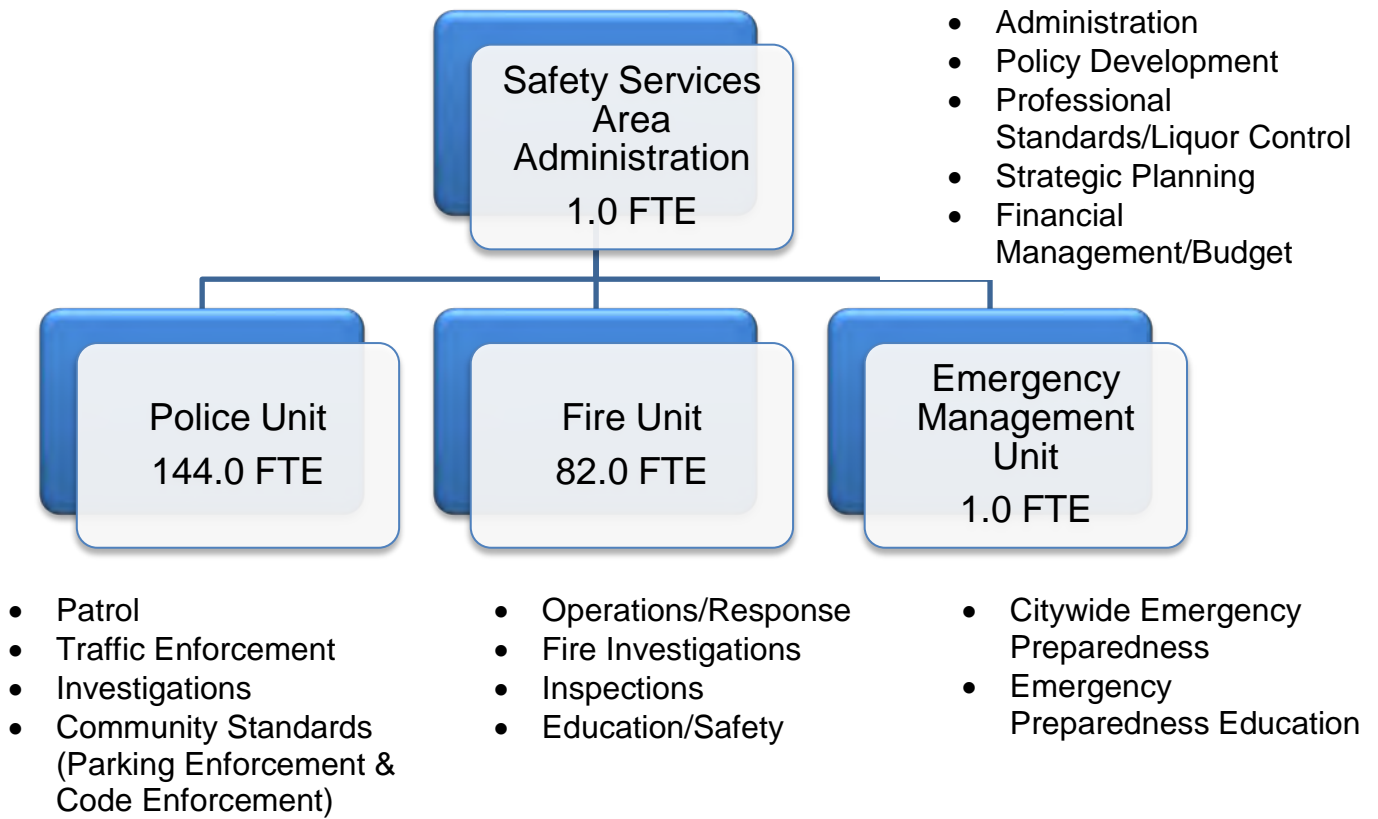 Safety Services
Area
Administration
1.0 FTE
• Administration
• Policy Development
• Professional
Standards/Liquor Control
• Strategic Planning
• Financial
Management/Budget
Police Unit
144.0 FTE
Fire Unit
82.0 FTE
Emergency
Management
Unit
1.0 FTE
• Patrol
• Traffic Enforcement
• Investigations
• Community Standards
(Parking Enforcement &
Code Enforcement)
• Operations/Response
• Fire Investigations
• Inspections
• Education/Safety
• Citywide Emergency
Preparedness
• Emergency
Preparedness Education